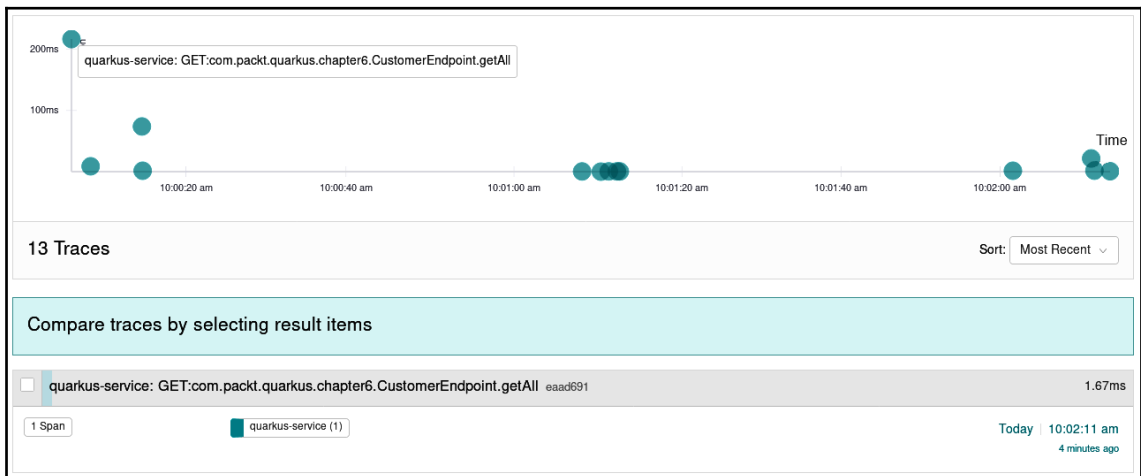 200ms
quarkus-service: GET:com.packt.quarkus.chapter6.CustomerEndpoint.getAll
100ms
Time
10:00:20 am 10:00:40 am 10:01:00 am 10:01:20 am 10:01:40 am 10:02:00 am
13 Traces Sort: Most Recent
Compare traces by selecting result items
quarkus-service: GET:com.packt.quarkus.chapter6.CustomerEndpoint.getAll eaad691 1.67ms
1 Span quarkus-service (1) Today 10:02:11 am
4 minutes ago